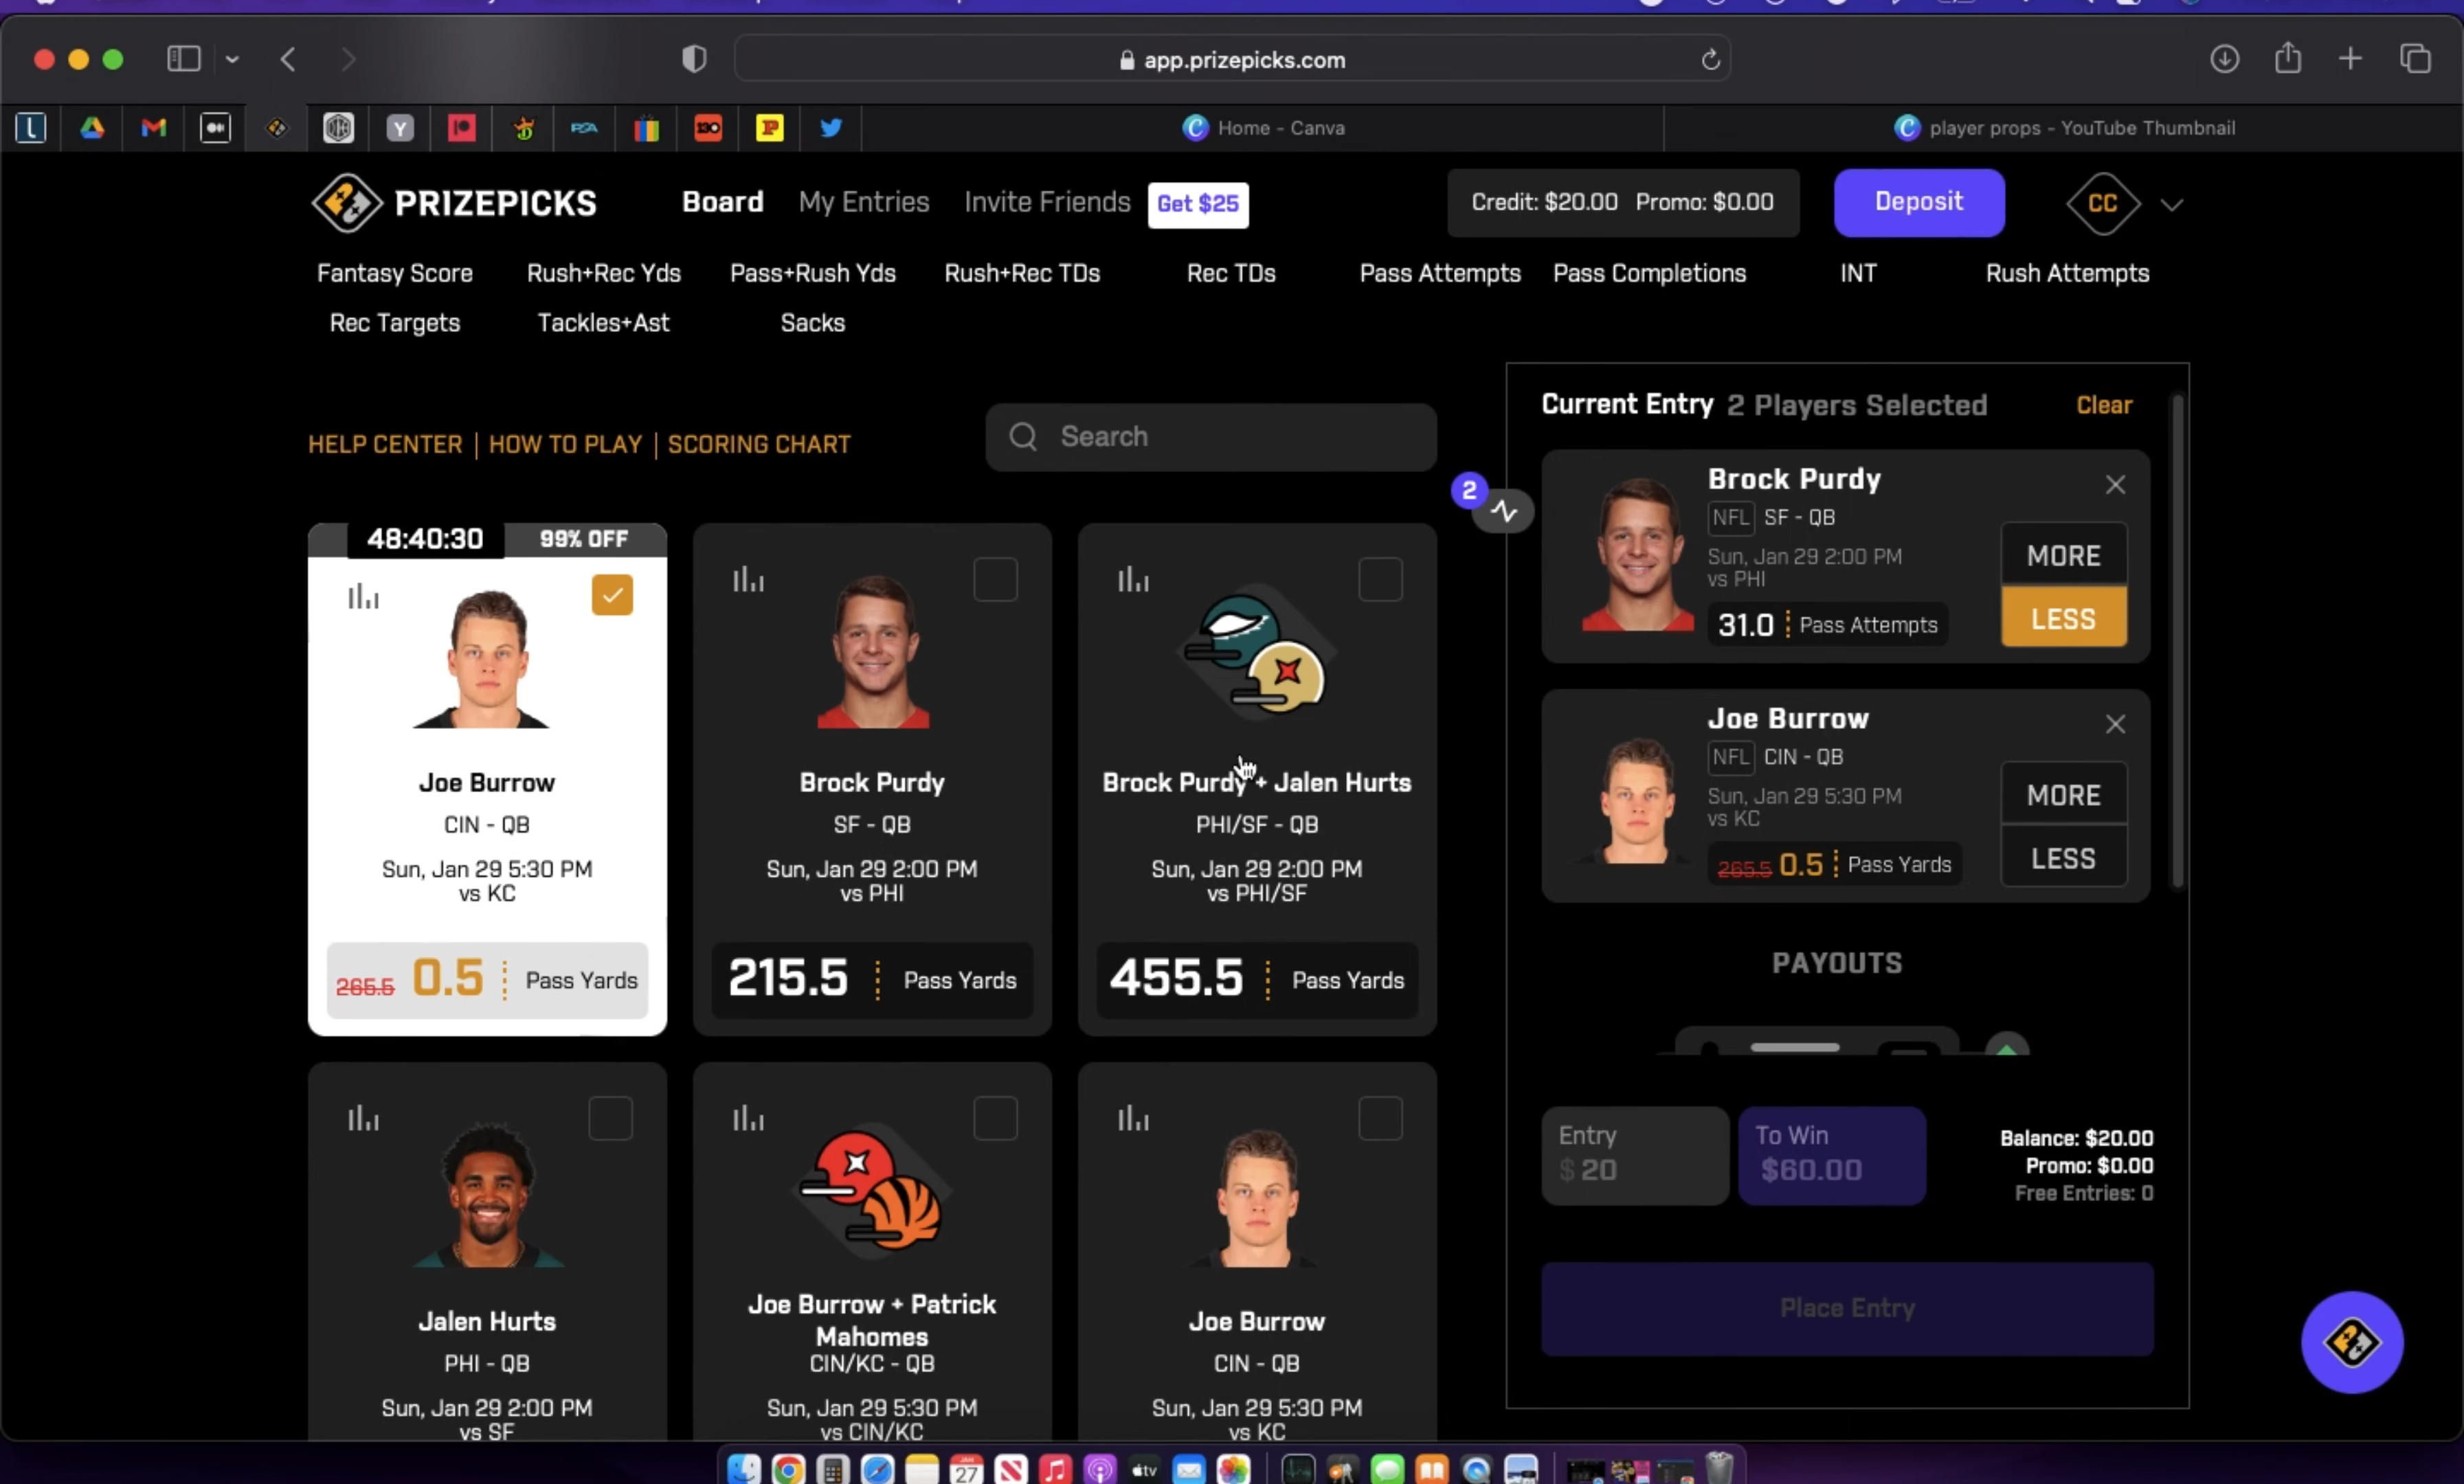 app.prizepicks.com
Home – Canva
player props – YouTube Thumbnail
PRIZEPICKS
Board My Entries Invite Friends Get $25
Credit: $20.00 Promo: $0.00
Deposit
CC
Fantasy Score Rush+Rec Yds Pass+Rush Yds Rush+Rec TDs Rec TDs Pass Attempts Pass Completions INT Rush Attempts
Rec Targets Tackles+Ast Sacks
HELP CENTER | HOW TO PLAY | SCORING CHART
Search
48:40:30 99% OFF
Joe Burrow
CIN - QB
Sun, Jan 29 5:30 PM
vs KC
265.5 0.5 Pass Yards
Brock Purdy
SF - QB
Sun, Jan 29 2:00 PM
vs PHI
215.5 Pass Yards
Brock Purdy + Jalen Hurts
PHI/SF - QB
Sun, Jan 29 2:00 PM
vs PHI/SF
455.5 Pass Yards
Jalen Hurts
PHI - QB
Sun, Jan 29 2:00 PM
vs SF
Joe Burrow + Patrick
Mahomes
CIN/KC - QB
Sun, Jan 29 5:30 PM
vs CIN/KC
Joe Burrow
CIN - QB
Sun, Jan 29 5:30 PM
vs KC
2
Current Entry 2 Players Selected Clear
Brock Purdy
NFL SF - QB
Sun, Jan 29 2:00 PM
vs PHI
31.0 Pass Attempts
MORE
LESS
Joe Burrow
NFL CIN - QB
Sun, Jan 29 5:30 PM
vs KC
265.5 0.5 Pass Yards
MORE
LESS
PAYOUTS
Entry
$ 20
To Win
$60.00
Balance: $20.00
Promo: $0.00
Free Entries: 0
Place Entry
JAN
27
tv